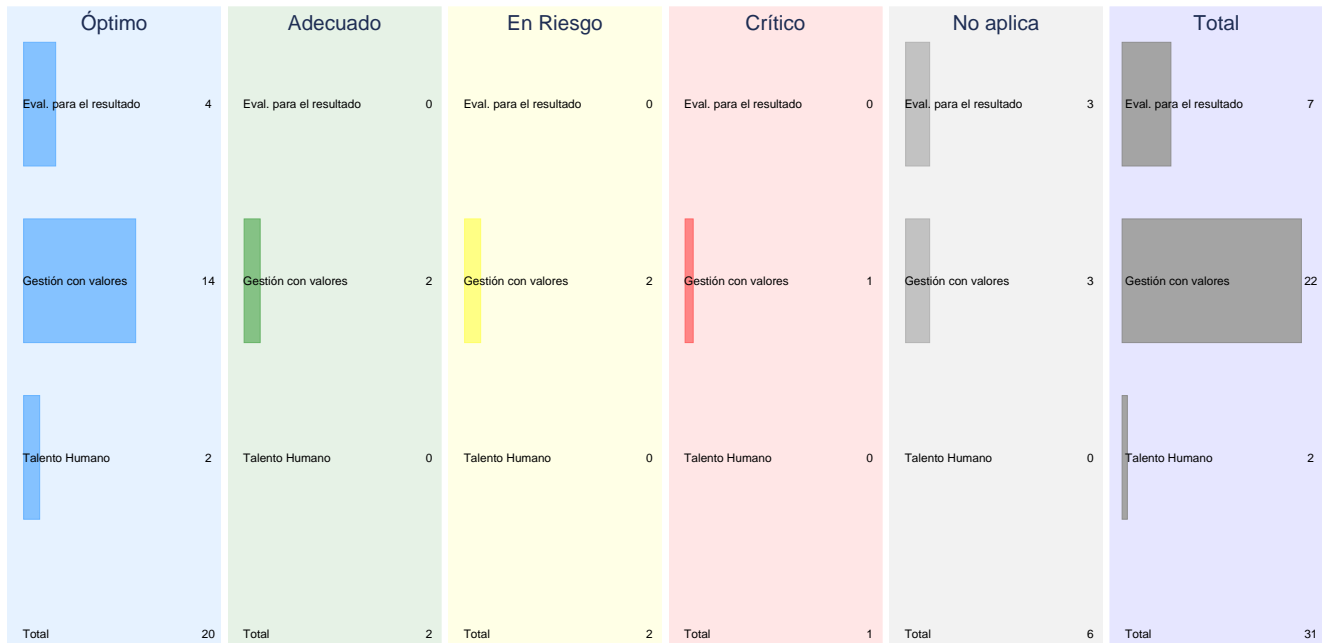 Óptimo Adecuado En Riesgo Crítico No aplica Total
Eval. para el resultado 4 Eval. para el resultado 0 Eval. para el resultado 0 Eval. para el resultado 0 Eval. para el resultado 3 Eval. para el resultado 7
Gestión con valores 14 Gestión con valores 2 Gestión con valores 2 Gestión con valores 1 Gestión con valores 3 Gestión con valores 22
Talento Humano 2 Talento Humano 0 Talento Humano 0 Talento Humano 0 Talento Humano 0 Talento Humano 2
Total 20 Total 2 Total 2 Total 1 Total 6 Total 31